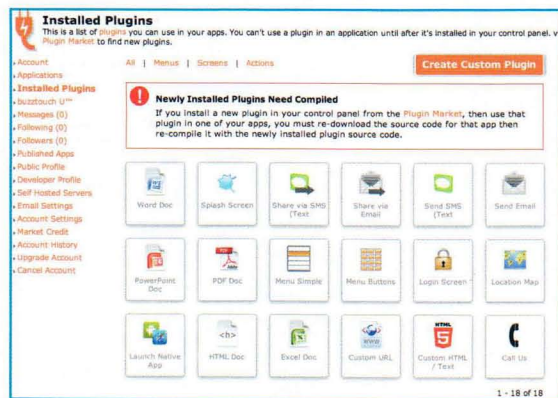 Installed Plugins
This is a list of plugins you can use in your apps. You can't use a plugin in an application until after it's installed in your control panel. v
Plugin Market to find new plugins.
Account
Applications
Installed Plugins
buzztouch U™
Messages (0)
Following (0)
Followers (0)
Published Apps
Public Profile
Developer Profile
Self Hosted Servers
Email Settings
Account Settings
Market Credit
Account History
Upgrade Account
Cancel Account
All | Menus | Screens | Actions
Create Custom Plugin
Newly Installed Plugins Need Compiled
If you install a new plugin in your control panel from the Plugin Market, then use that
plugin in one of your apps, you must re-download the source code for that app then
re-compile it with the newly installed plugin source code.
Word Doc
Splash Screen
Share via SMS
(Text
Share via
Email
Send SMS
(Text
Send Email
PowerPoint
Doc
PDF
PDF Doc
Menu Simple
Menu Buttons
Login Screen
Location Map
Launch Native
App
<h>
HTML Doc
Excel Doc
www
Custom URL
HTML
5
Custom HTML
/ Text
Call Us
1 - 18 of 18